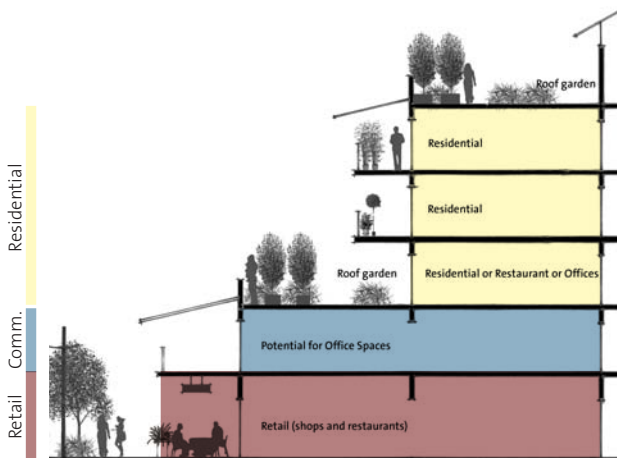 Roof garden
Residential
Residential
Residential
Roof garden
Residential or Restaurant or Offices
Comm.
Potential for Office Spaces
Retail
Retail (shops and restaurants)